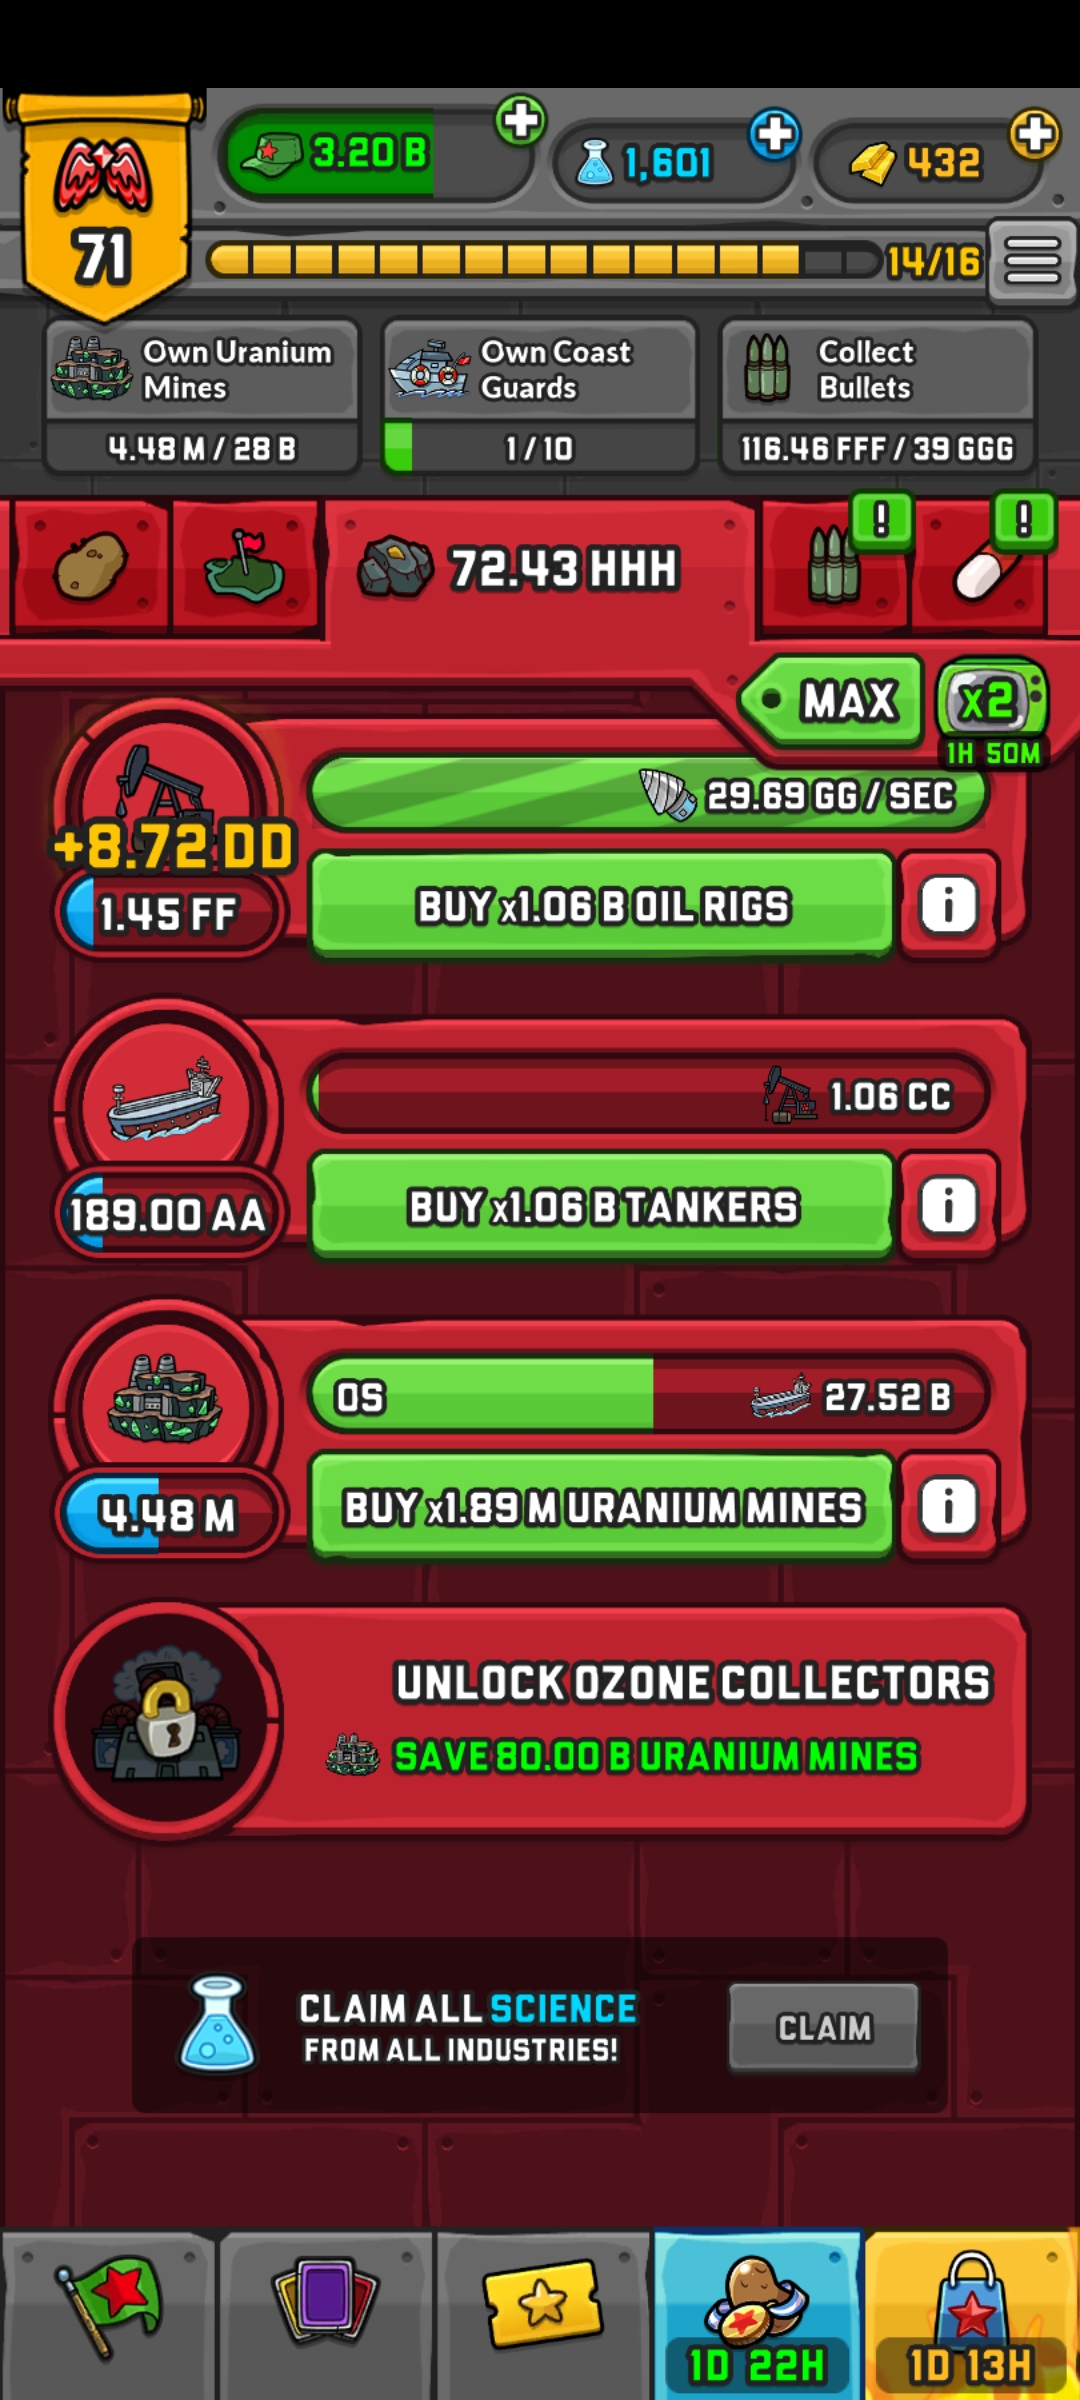 3.20 B
1,601
432
71
14/16
Own Uranium
Mines
4.48 M / 28 B
Own Coast
Guards
1 / 10
Collect
Bullets
116.46 FFF / 39 GGG
72.43 HHH
!
!
MAX
x2
1H 50M
29.69 GG / SEC
+8.72 DD
1.45 FF
BUY x1.06 B OIL RIGS
i
1.06 CC
189.00 AA
BUY x1.06 B TANKERS
i
0S
27.52 B
4.48 M
BUY x1.89 M URANIUM MINES
i
UNLOCK OZONE COLLECTORS
SAVE 80.00 B URANIUM MINES
CLAIM ALL SCIENCE
FROM ALL INDUSTRIES!
CLAIM
1D 22H
1D 13H